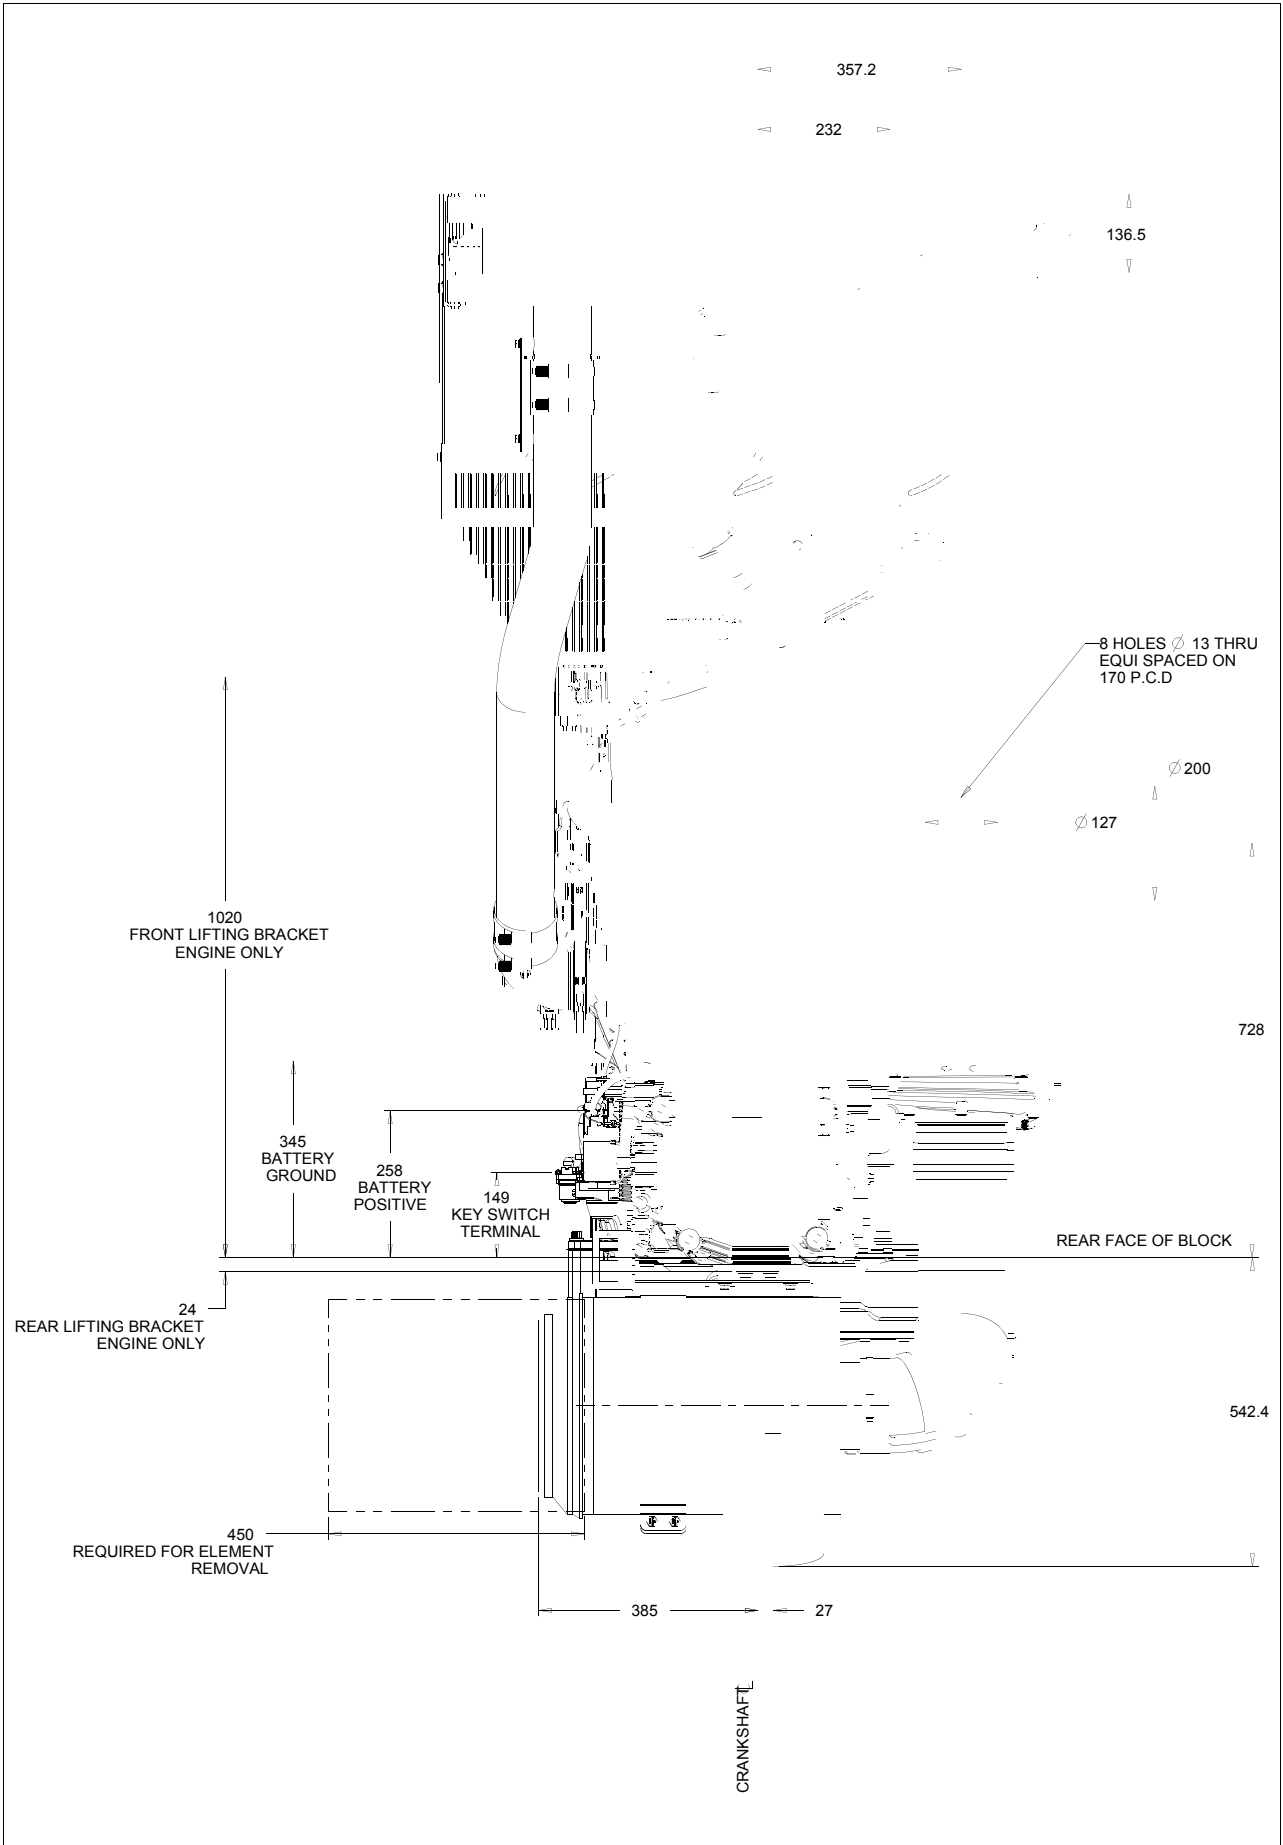 357.2
232
136.5
8 HOLES ∅ 13 THRU
EQUI SPACED ON
170 P.C.D
∅ 200
∅ 127
1020
FRONT LIFTING BRACKET
ENGINE ONLY
728
345
BATTERY
GROUND
258
BATTERY
POSITIVE
149
KEY SWITCH
TERMINAL
REAR FACE OF BLOCK
24
REAR LIFTING BRACKET
ENGINE ONLY
542.4
450
REQUIRED FOR ELEMENT
REMOVAL
385
27
CRANKSHAFT